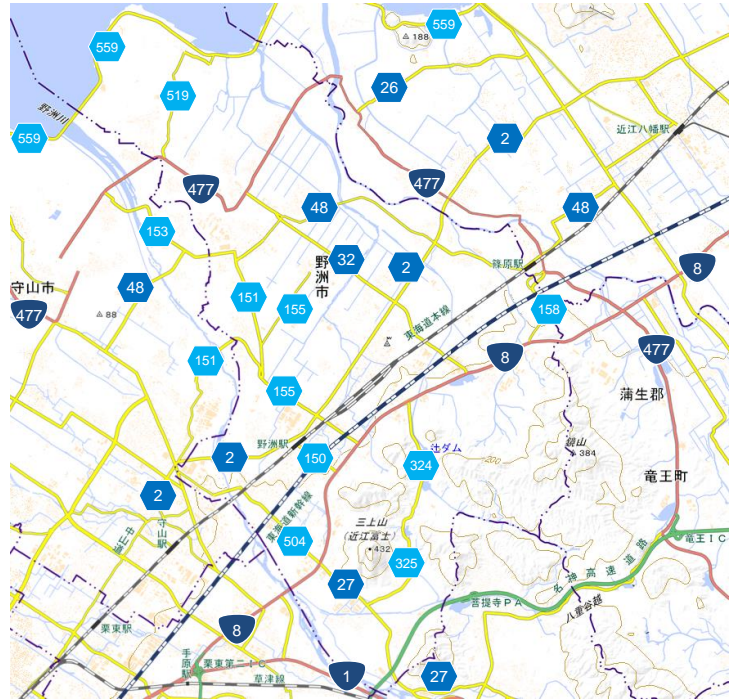 559
188
559
26
519
野洲川
559
2
近江八幡駅
477
477
48
48
153
32
野洲市
2
篠原駅
8
守山市
48
151
155
東海道本線
158
477
88
8
477
151
蒲生郡
155
野洲駅
辻ダム
鏡山
384
2
150
324
竜王町
2
守山駅
東海道新幹線
504
三上山
(近江富士)
432
325
竜王IC
名神高速道路
27
菩提寺PA
八重谷越
栗東駅
8
手原駅
栗東第二IC
草津線
1
27